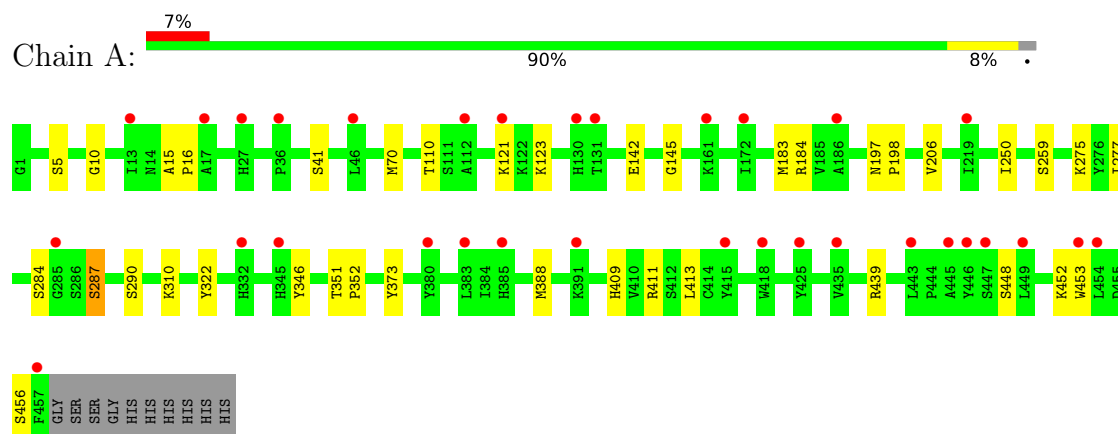 7%
Chain A:
90% 8% •
G1 S5 G10 I13 N14 A15 P16 A17 H27 P36 S41 L46 M70 T110 S111 A112 K121 K122 K123 H130 T131 E142 G145 K161 I172 M183 R184 V185 A186 N197 P198 V206 I219 I250 S259 K275 Y276
S284 G285 S286 S287 S290 K310 Y322 H332 H345 Y346 T351 P352 Y373 Y380 L383 I384 H385 M388 K391 H409 V410 R411 S412 L413 C414 Y415 W418 Y425 V435 R439 L443 P444 A445 Y446 S447 S448 L449 K452 W453 L454
S456 F457 GLY SER SER GLY HIS HIS HIS HIS HIS HIS